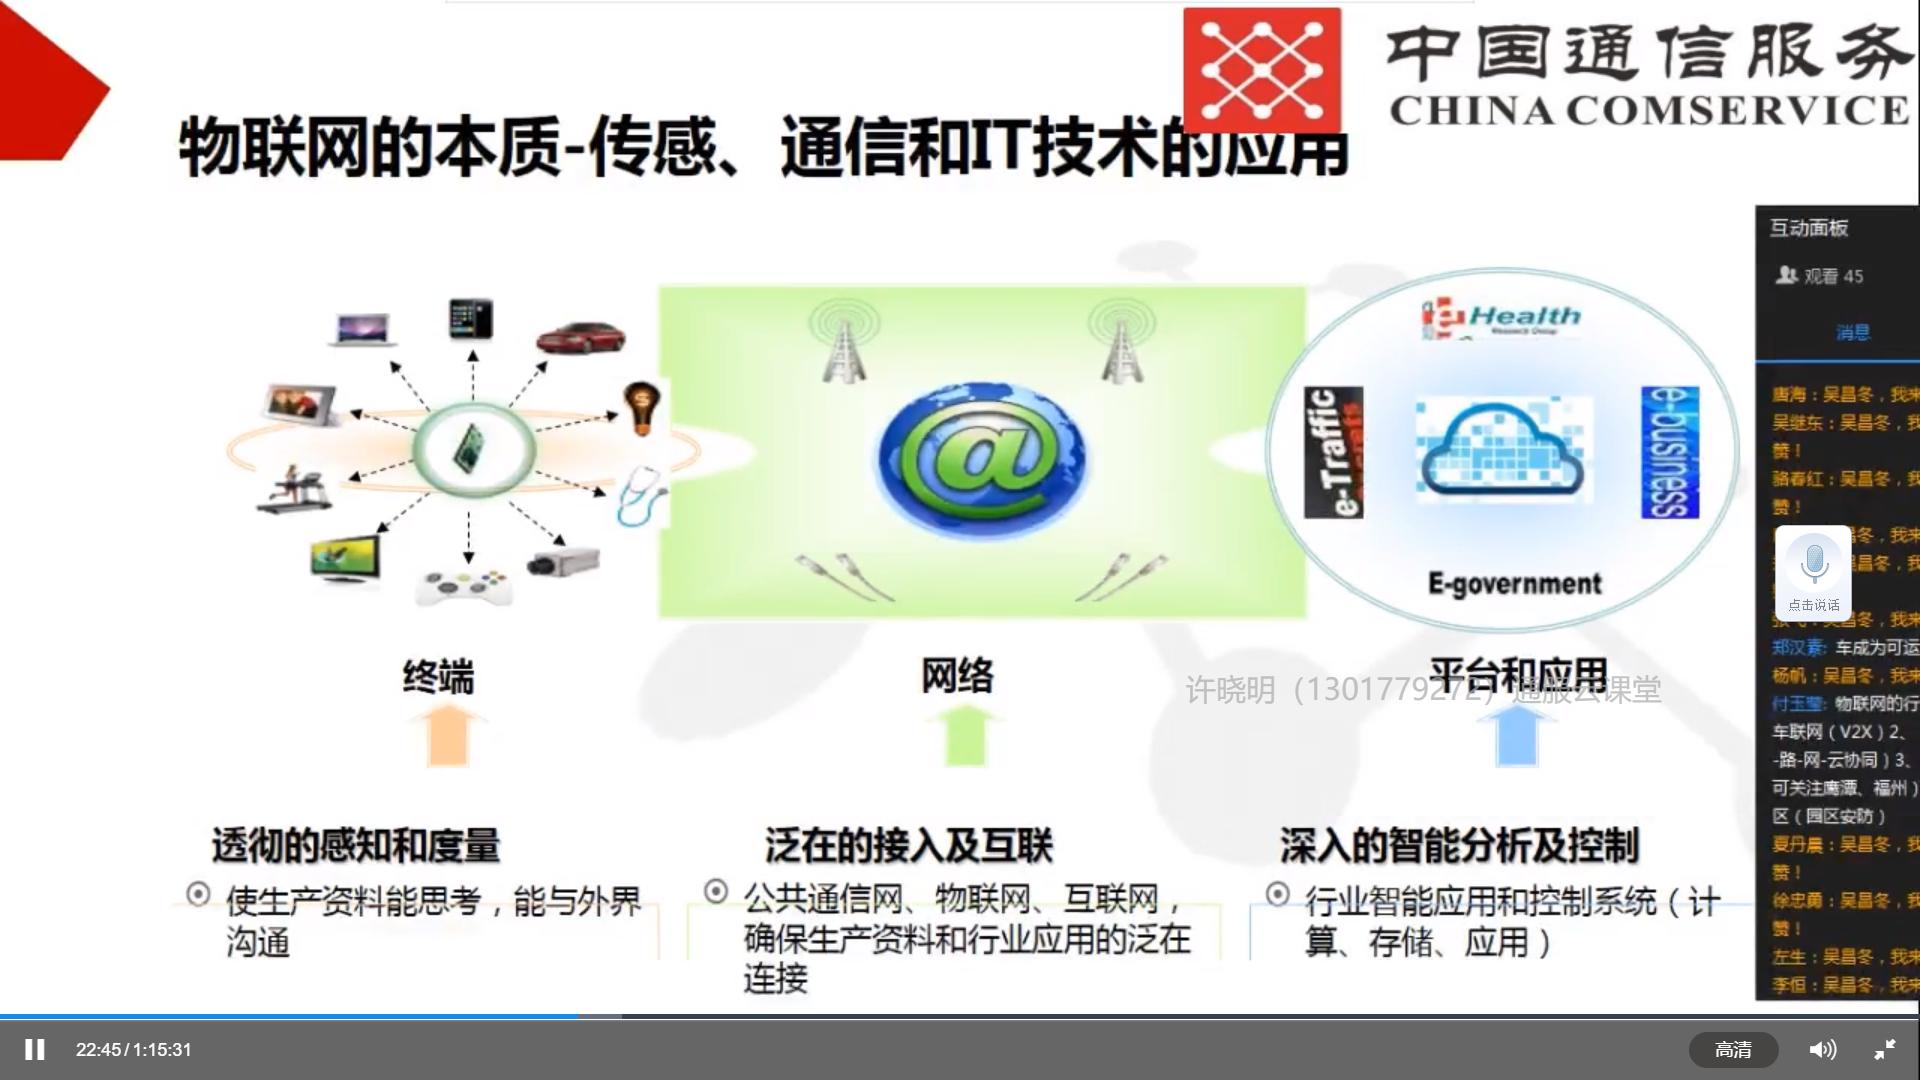 中国通信服务
CHINA COMSERVICE
物联网的本质-传感、通信和IT技术的应用
互动面板
观看 45
消息
eHealth
e-Traffic
e-business
E-government
终端
网络
平台和应用
许晓明（1301779272）通服云课堂
透彻的感知和度量
使生产资料能思考，能与外界
沟通
泛在的接入及互联
公共通信网、物联网、互联网，
确保生产资料和行业应用的泛在
连接
深入的智能分析及控制
行业智能应用和控制系统（计
算、存储、应用）
唐海：吴昌冬，我来
吴继东：吴昌冬，我
赞！
骆春红：吴昌冬，我
赞！
昌冬，我来
昌冬，我
点击说话
吴昌冬，我来
郑汉素: 车成为可运
杨帆：吴昌冬，我来
付玉莹: 物联网的行
车联网（V2X）2、
-路-网-云协同）3、
可关注鹰潭、福州）
区（园区安防）
夏丹晨：吴昌冬，我
赞！
徐忠勇：吴昌冬，我
赞！
左生：吴昌冬，我来
李恒：吴昌冬，我来
22:45/1:15:31
高清